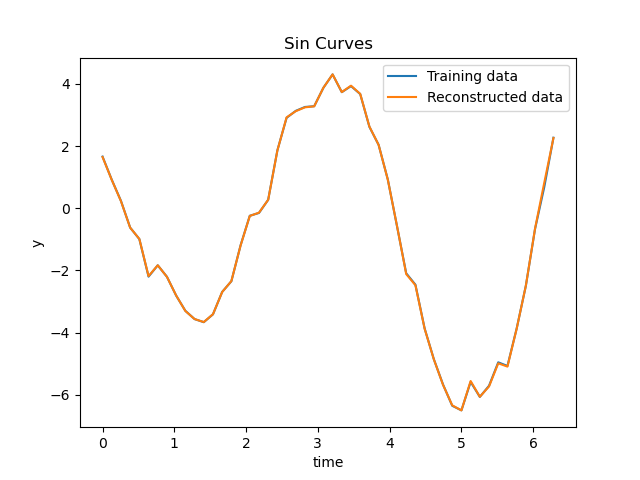 Sin Curves
Training data
Reconstructed data
4
2
0
−2
−4
−6
y
0 1 2 3 4 5 6
time